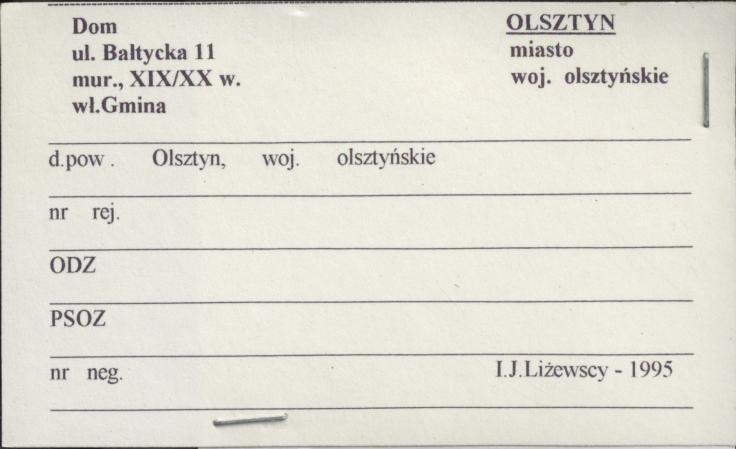 Dom
ul. Bałtycka 11
mur., XIX/XX w.
wł.Gmina
OLSZTYN
miasto
woj. olsztyńskie
d.pow . Olsztyn, woj. olsztyńskie
nr rej.
ODZ
PSOZ
nr neg. I.J.Liżewscy - 1995